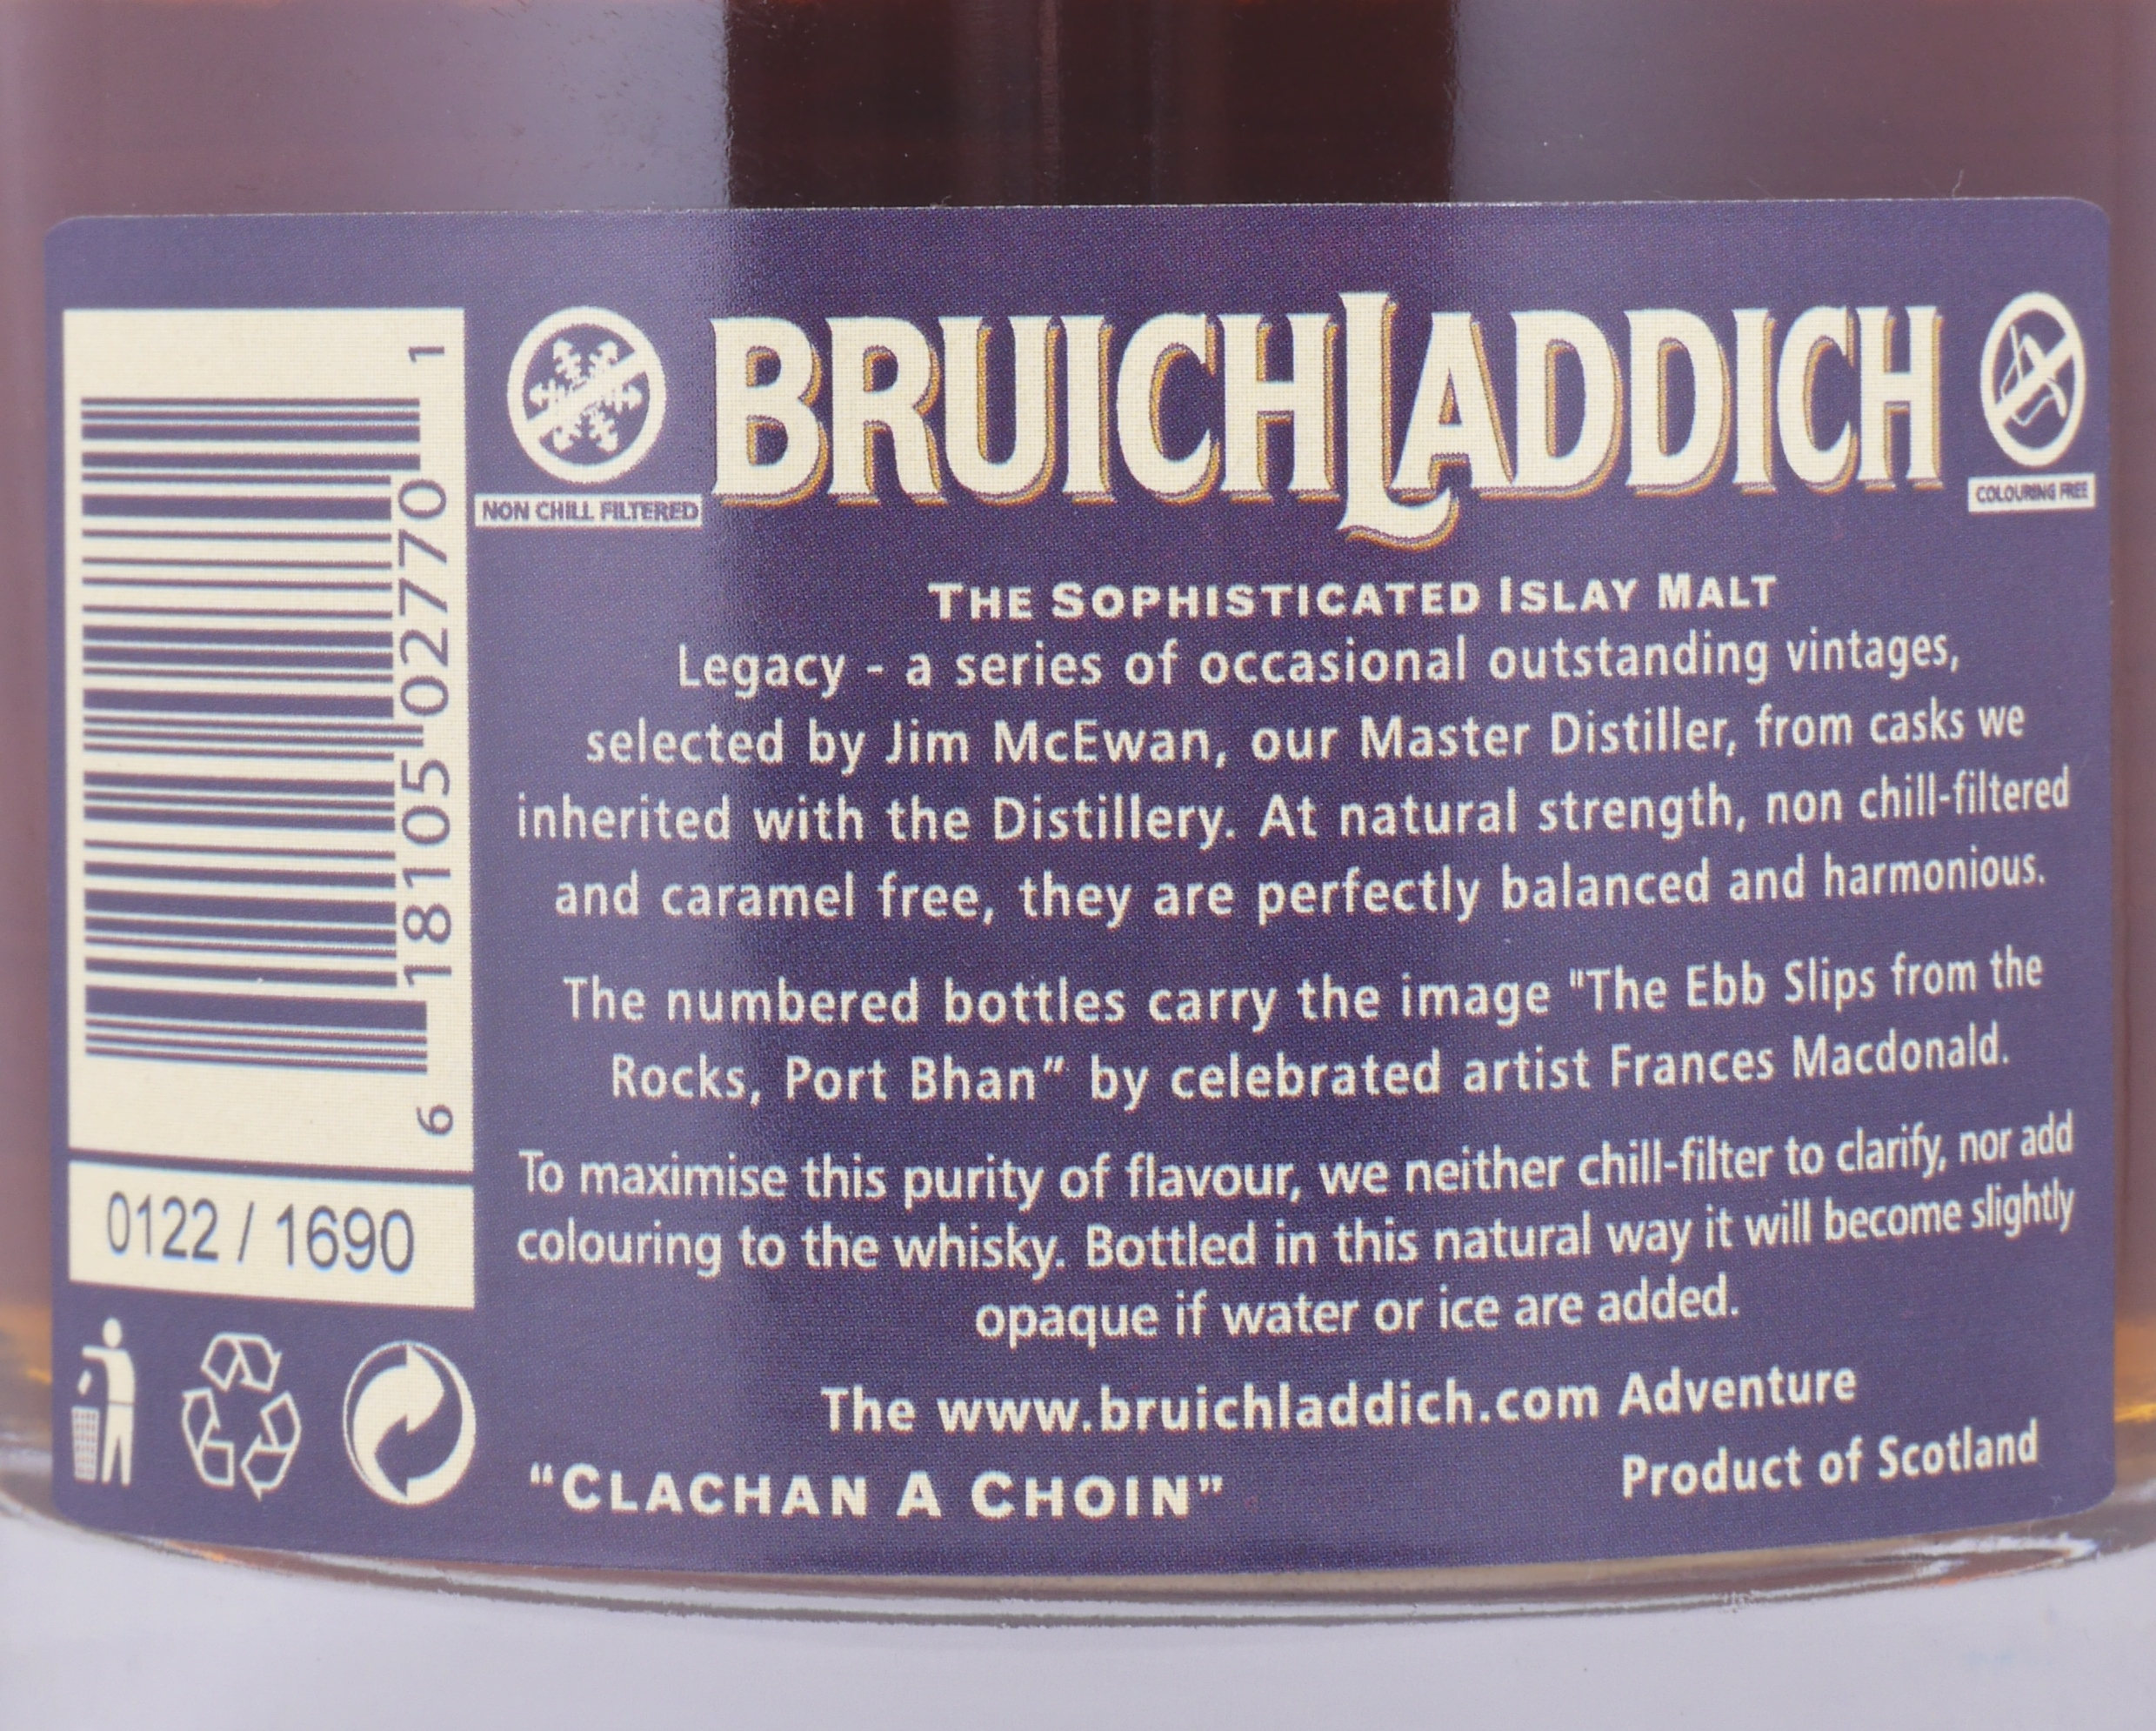 BRUICHLADDICH
NON CHILL FILTERED
COLOURING FREE
THE SOPHISTICATED ISLAY MALT
Legacy - a series of occasional outstanding vintages,
selected by Jim McEwan, our Master Distiller, from casks we
inherited with the Distillery. At natural strength, non chill-filtered
and caramel free, they are perfectly balanced and harmonious.
The numbered bottles carry the image "The Ebb Slips from the
Rocks, Port Bhan” by celebrated artist Frances Macdonald.
To maximise this purity of flavour, we neither chill-filter to clarify, nor add
colouring to the whisky. Bottled in this natural way it will become slightly
opaque if water or ice are added.
The www.bruichladdich.com Adventure
Product of Scotland
“CLACHAN A CHOIN”
6 18105 02770 1
0122 / 1690